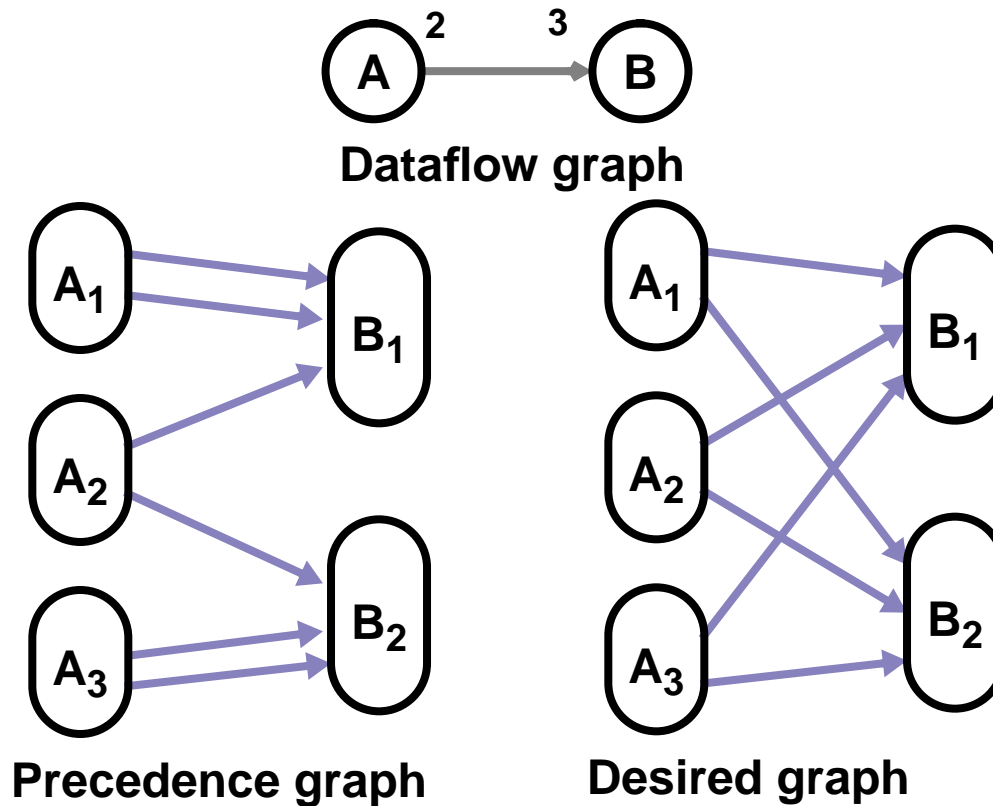 2 3
A B
Dataflow graph
A1 B1
A2
A3 B2
A1 B1
A2
A3 B2
Precedence graph
Desired graph